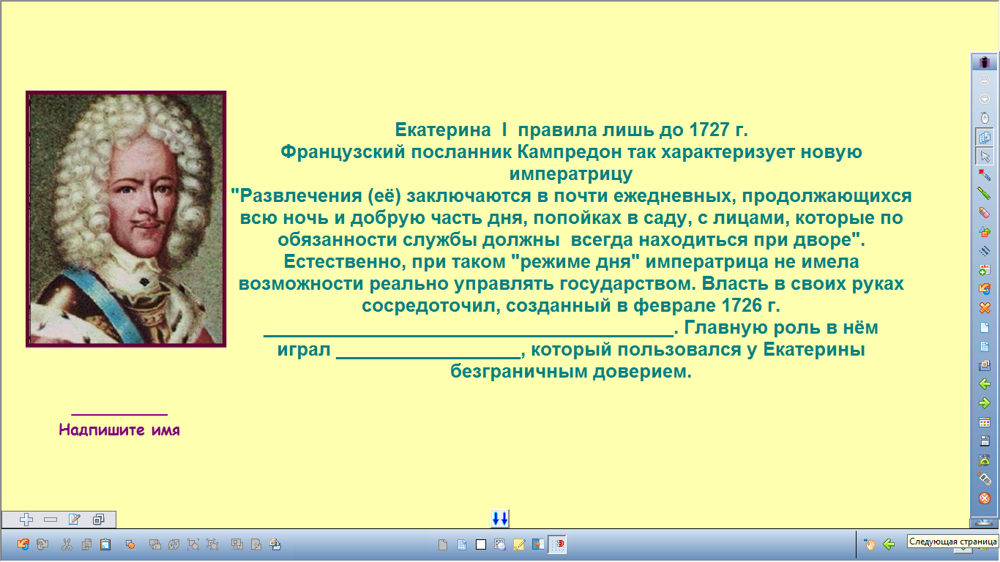 Екатерина I правила лишь до 1727 г.
Французский посланник Кампредон так характеризует новую
императрицу
"Развлечения (её) заключаются в почти ежедневных, продолжающихся
всю ночь и добрую часть дня, попойках в саду, с лицами, которые по
обязанности службы должны всегда находиться при дворе".
Естественно, при таком "режиме дня" императрица не имела
возможности реально управлять государством. Власть в своих руках
сосредоточил, созданный в феврале 1726 г.
________________________________________. Главную роль в нём
играл __________________, который пользовался у Екатерины
безграничным доверием.
___________
Надпишите имя
Следующая страница